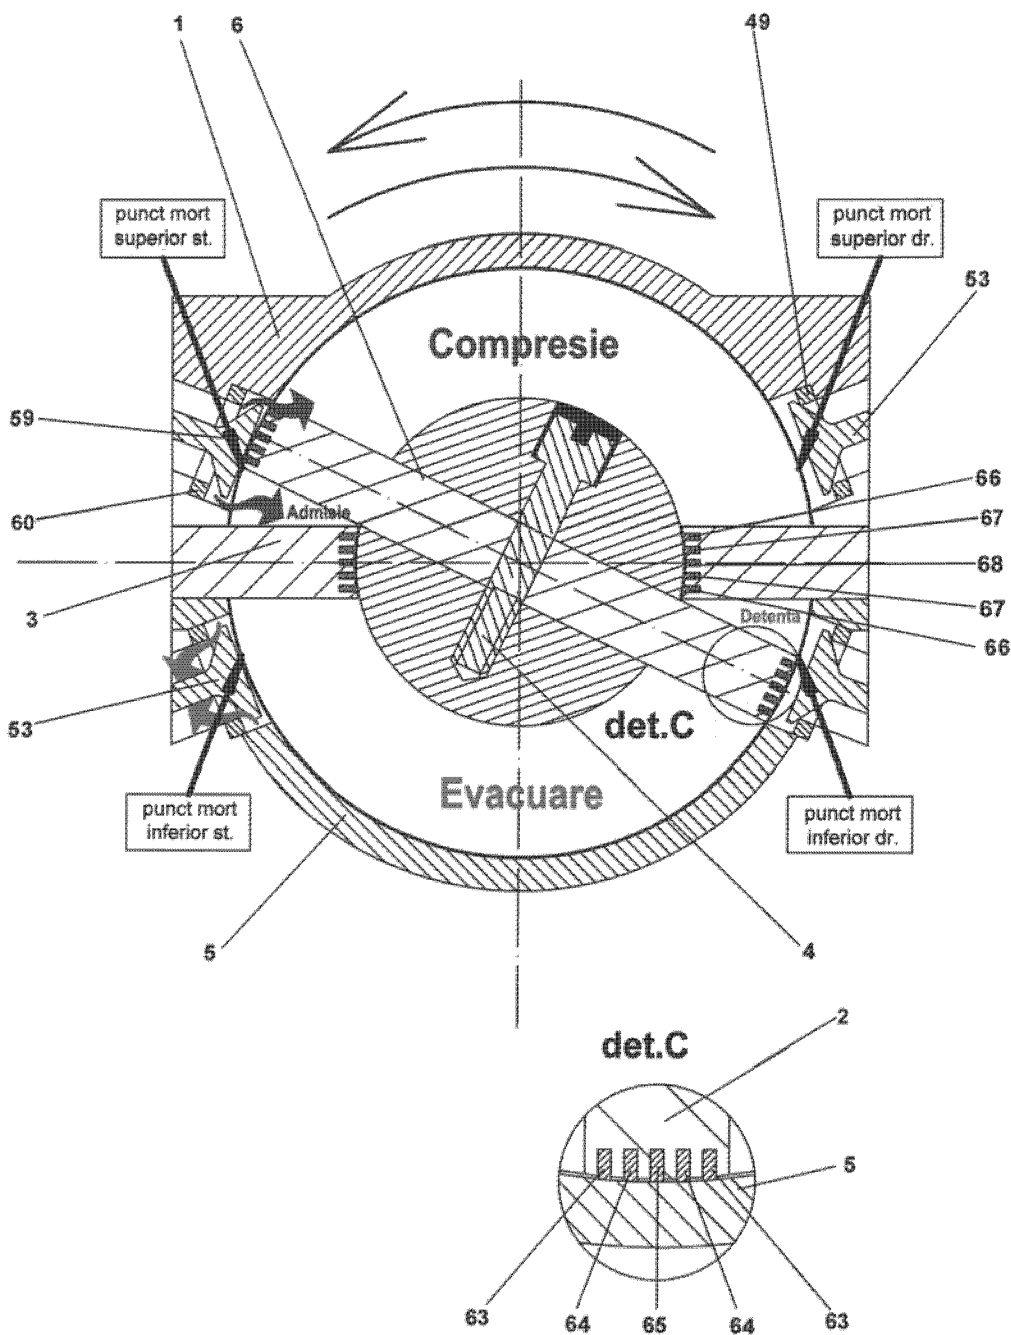 1
6
49
punct mort
superior st.
punct mort
superior dr.
53
Compresie
59
66
60
Admisie
67
68
3
67
Detenta
66
53
det.C
Evacuare
punct mort
inferior st.
punct mort
inferior dr.
5
4
det.C
2
5
63
64
65
64
63